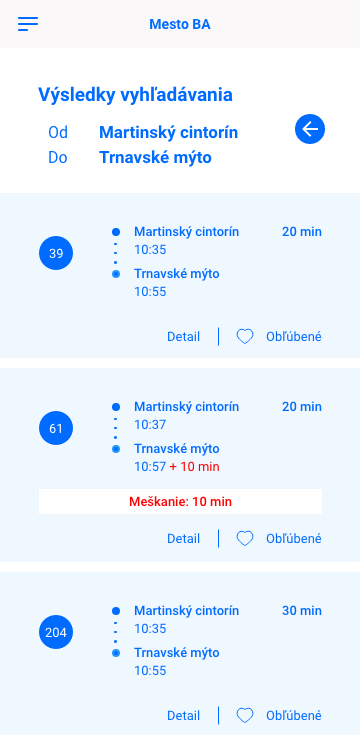 Mesto BA
Výsledky vyhľadávania
Od Martinský cintorín
Do Trnavské mýto
39 Martinský cintorín 20 min
10:35
Trnavské mýto
10:55
Detail Obľúbené
61 Martinský cintorín 20 min
10:37
Trnavské mýto
10:57 + 10 min
Meškanie: 10 min
Detail Obľúbené
204 Martinský cintorín 30 min
10:35
Trnavské mýto
10:55
Detail Obľúbené